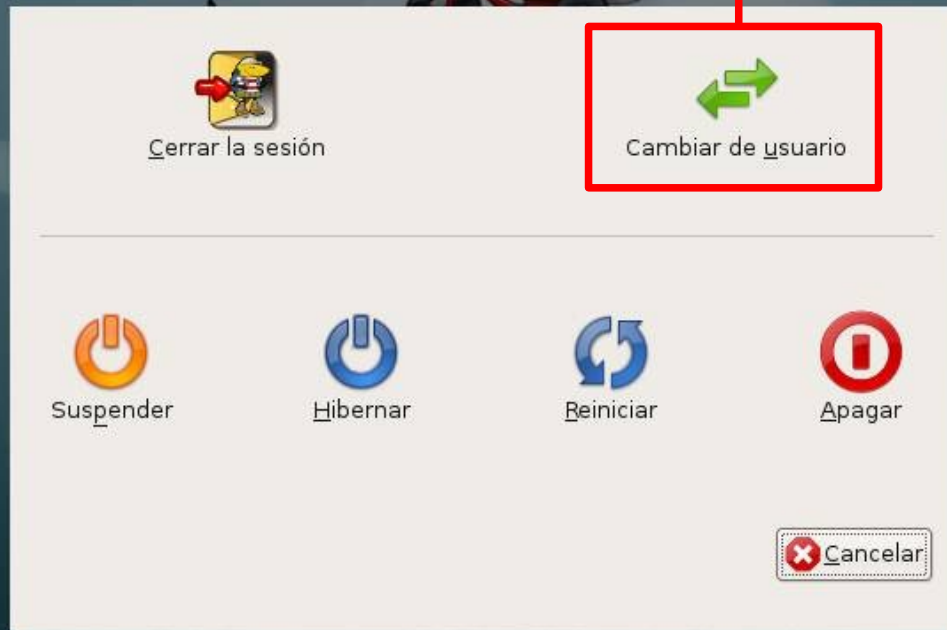 Cerrar la sesión
Cambiar de usuario
Suspender
Hibernar
Reiniciar
Apagar
Cancelar